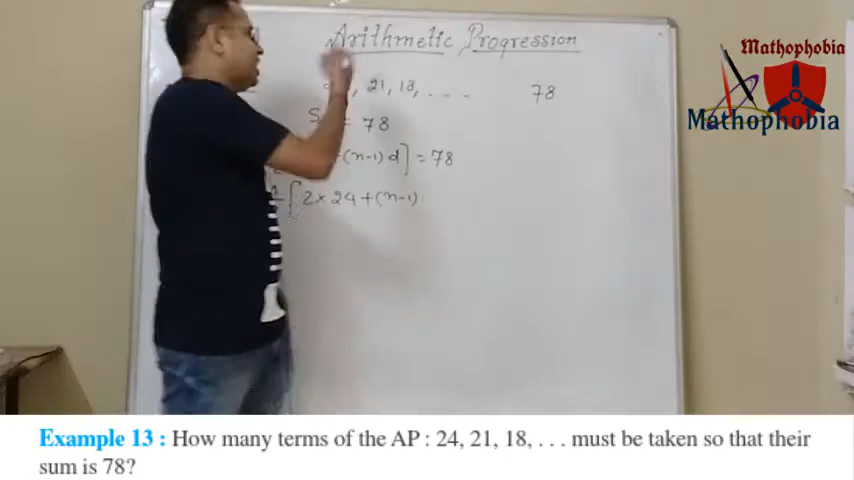 Arithmetic Progression
Mathophobia
, 21, 18, . . . 78
S = 78
(n-1) d] = 78
[ 2 × 24 + (n-1)
Mathophobia
Example 13 : How many terms of the AP : 24, 21, 18, . . . must be taken so that their
sum is 78?